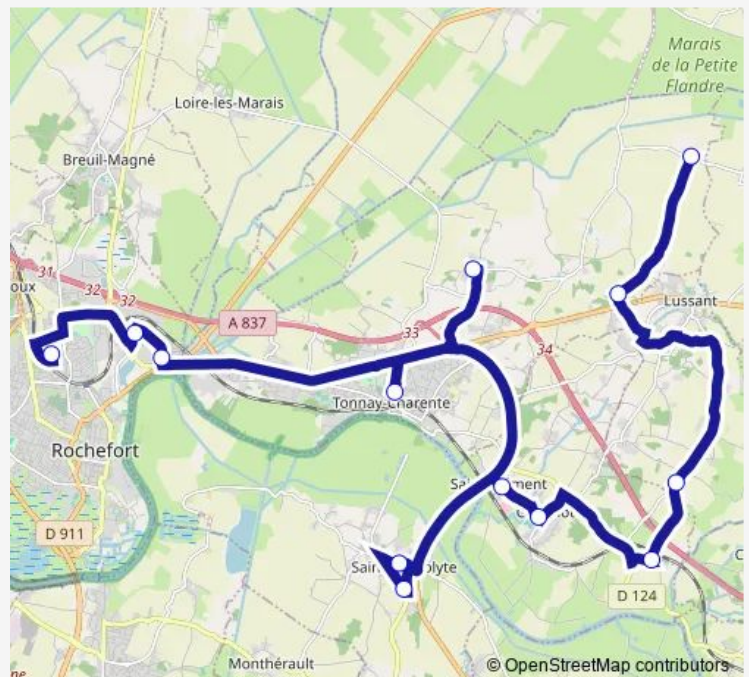 Marais
de la Petite
Flandre
Loire-les-Marais
Breuil-Magné
31
32
32
A 837
33
34
Lussant
Tonnay-Charente
Rochefort
D 911
D 124
Monthérault
© OpenStreetMap contributors